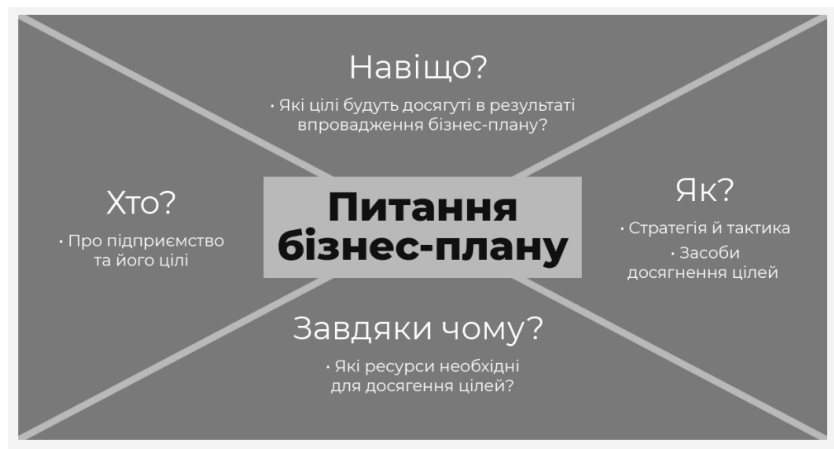 Навіщо?
• Які цілі будуть досягуті в результаті
впровадження бізнес-плану?
Хто?
• Про підприємство
та його цілі
Питання
бізнес-плану
Як?
• Стратегія й тактика
• Засоби
досягнення цілей
Завдяки чому?
• Які ресурси необхідні
для досягення цілей?